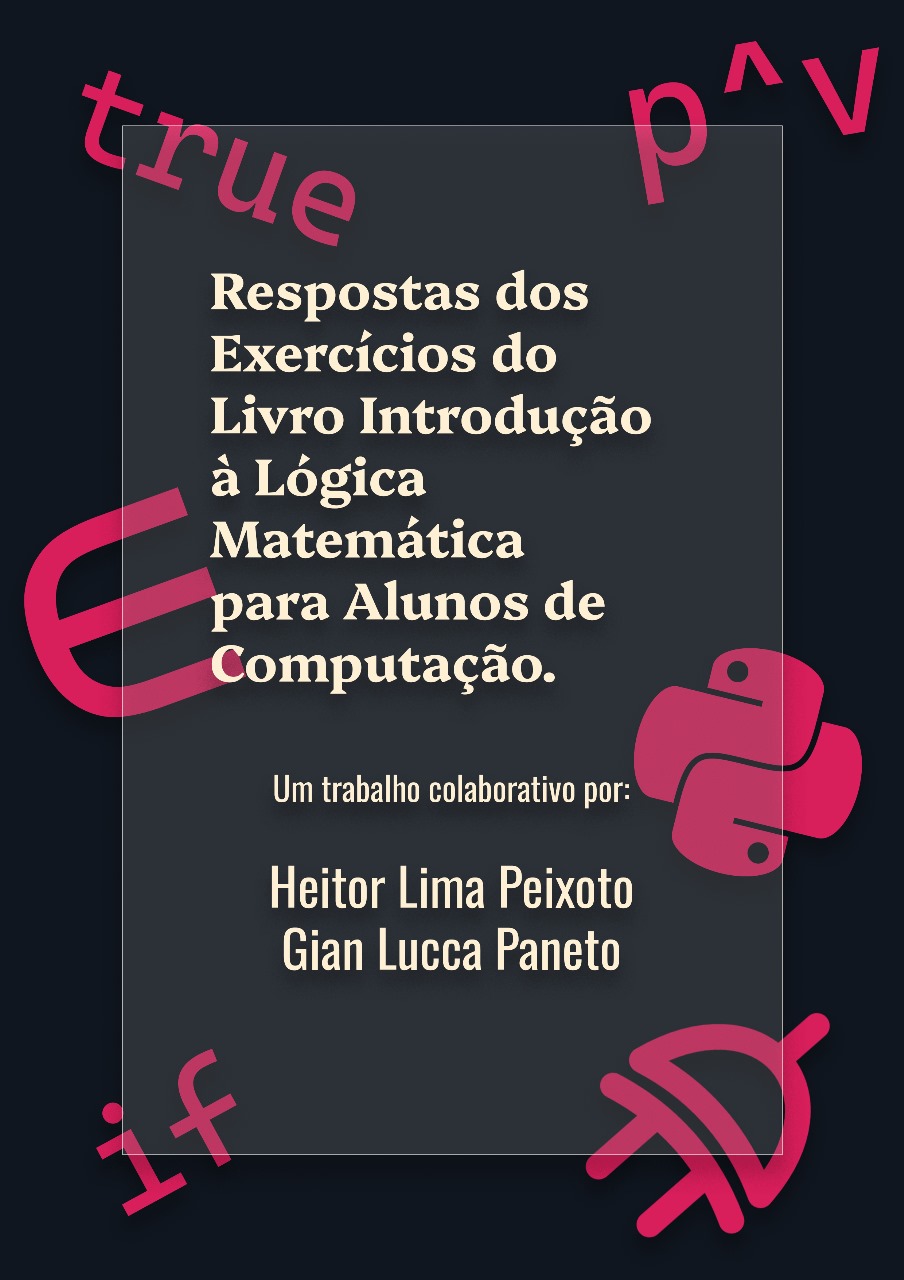 true
p^v
Respostas dos
Exercícios do
Livro Introdução
à Lógica
Matemática
para Alunos de
Computação.
∈
Um trabalho colaborativo por:
Heitor Lima Peixoto
Gian Lucca Paneto
if